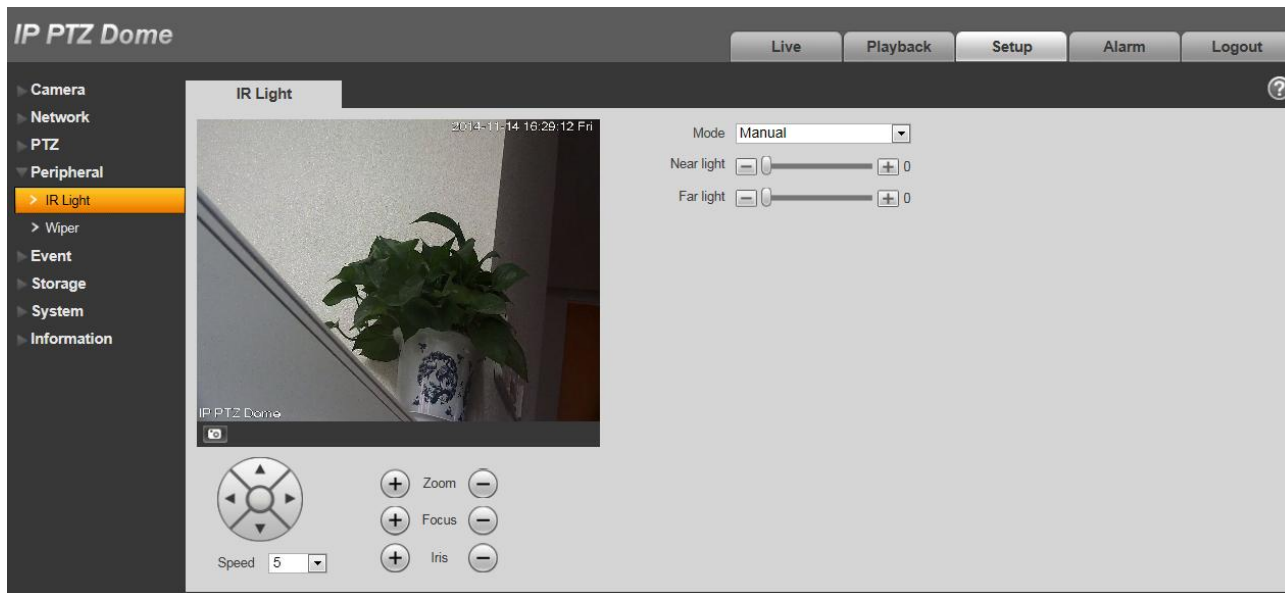 IP PTZ Dome
Live Playback Setup Alarm Logout
Camera
Network
PTZ
Peripheral
> IR Light
> Wiper
Event
Storage
System
Information
IR Light
?
2014-11-14 16:29:12 Fri
IP PTZ Dome
Mode Manual
Near light 0
Far light 0
Zoom
Focus
Iris
Speed 5